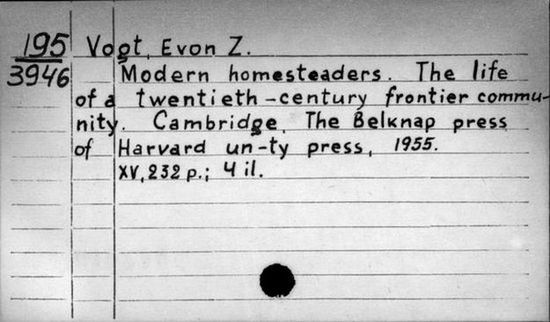 195 Vogt, Evon Z.
3946 Modern homesteaders. The life
of a twentieth-century frontier commu-
nity. Cambridge, The Belknap press
of Harvard un-ty press, 1955.
XV, 232 p.; 4 il.